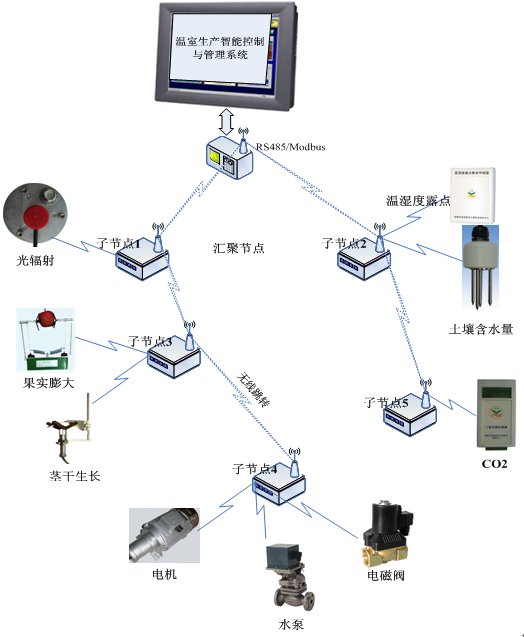 温室生产智能控制
与管理系统
RS485/Modbus
温湿度露点
光辐射
子节点1
汇聚节点
子节点2
土壤含水量
子节点3
果实膨大
无线跳转
子节点5
茎干生长
CO2
子节点4
电机
电磁阀
水泵